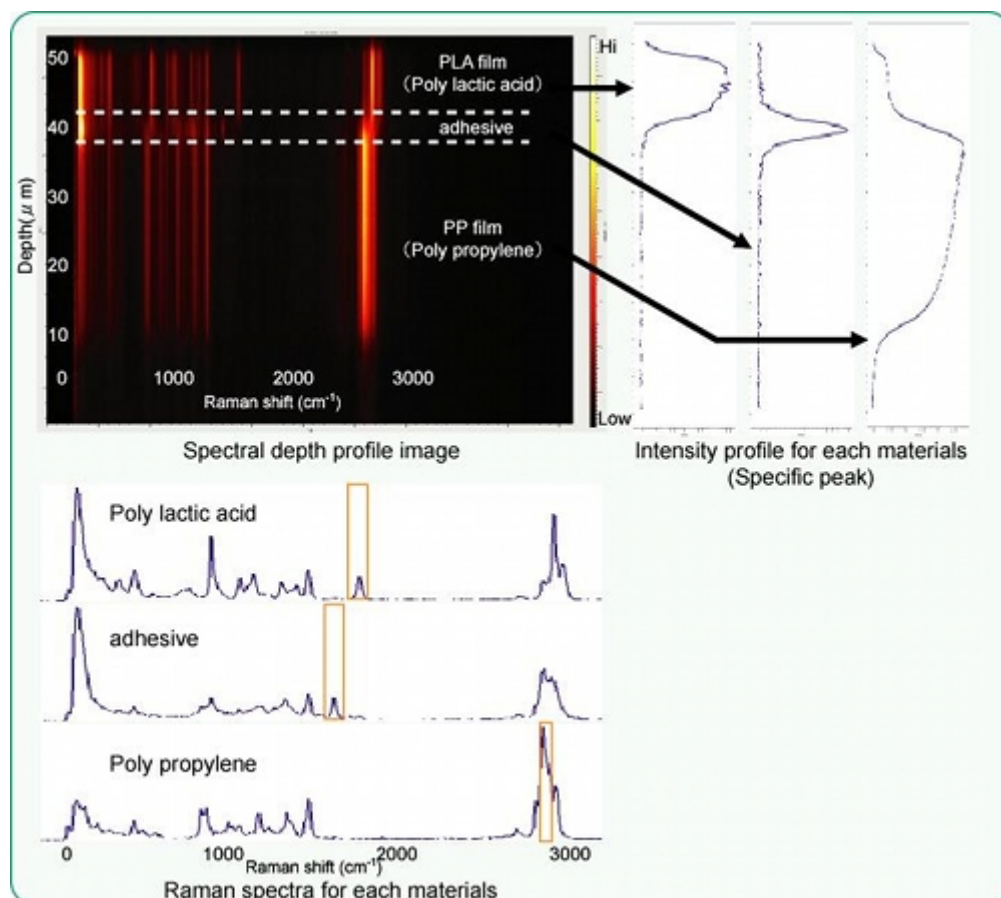 50
40
30
20
10
0
Depth(μm)
1000
2000
3000
Raman shift (cm-1)
PLA film
(Poly lactic acid)
adhesive
PP film
(Poly propylene)
Hi
Low
Spectral depth profile image
Intensity profile for each materials
(Specific peak)
Poly lactic acid
adhesive
Poly propylene
0
1000
2000
3000
Raman shift (cm-1)
Raman spectra for each materials